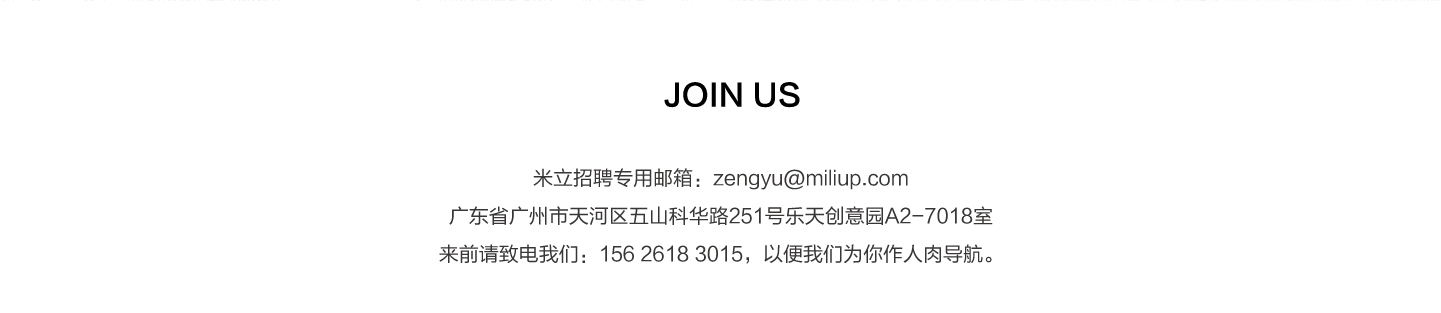 JOIN US
米立招聘专用邮箱：zengyu@miliup.com
广东省广州市天河区五山科华路251号乐天创意园A2-7018室
来前请致电我们：156 2618 3015，以便我们为你作人肉导航。